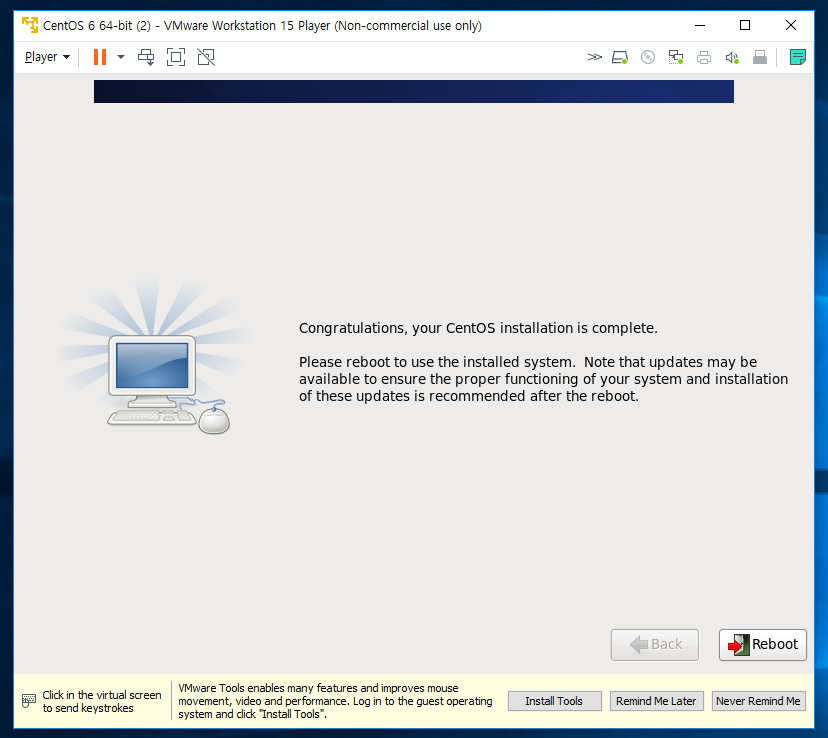 CentOS 6 64-bit (2) - VMware Workstation 15 Player (Non-commercial use only)
Player
Congratulations, your CentOS installation is complete.
Please reboot to use the installed system.  Note that updates may be
available to ensure the proper functioning of your system and installation
of these updates is recommended after the reboot.
Back
Reboot
Click in the virtual screen
to send keystrokes
VMware Tools enables many features and improves mouse
movement, video and performance. Log in to the guest operating
system and click "Install Tools".
Install Tools
Remind Me Later
Never Remind Me